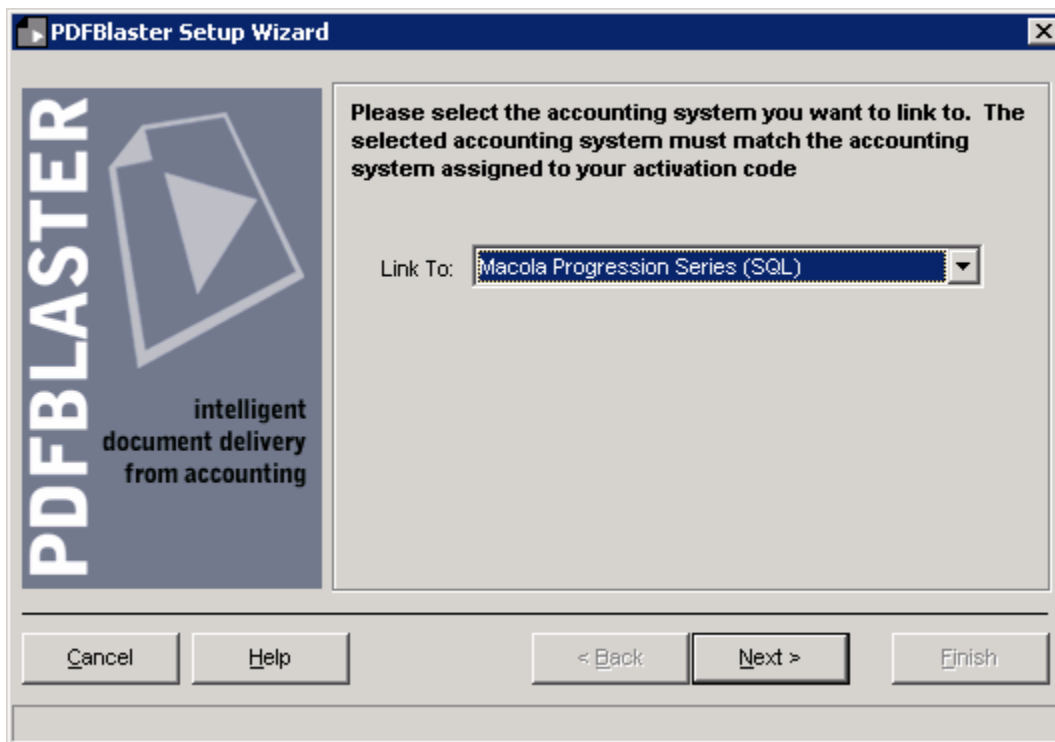 PDFBlaster Setup Wizard
PDFBLASTER
intelligent
document delivery
from accounting
Please select the accounting system you want to link to.  The
selected accounting system must match the accounting
system assigned to your activation code
Link To: Macola Progression Series (SQL)
Cancel Help < Back Next > Finish